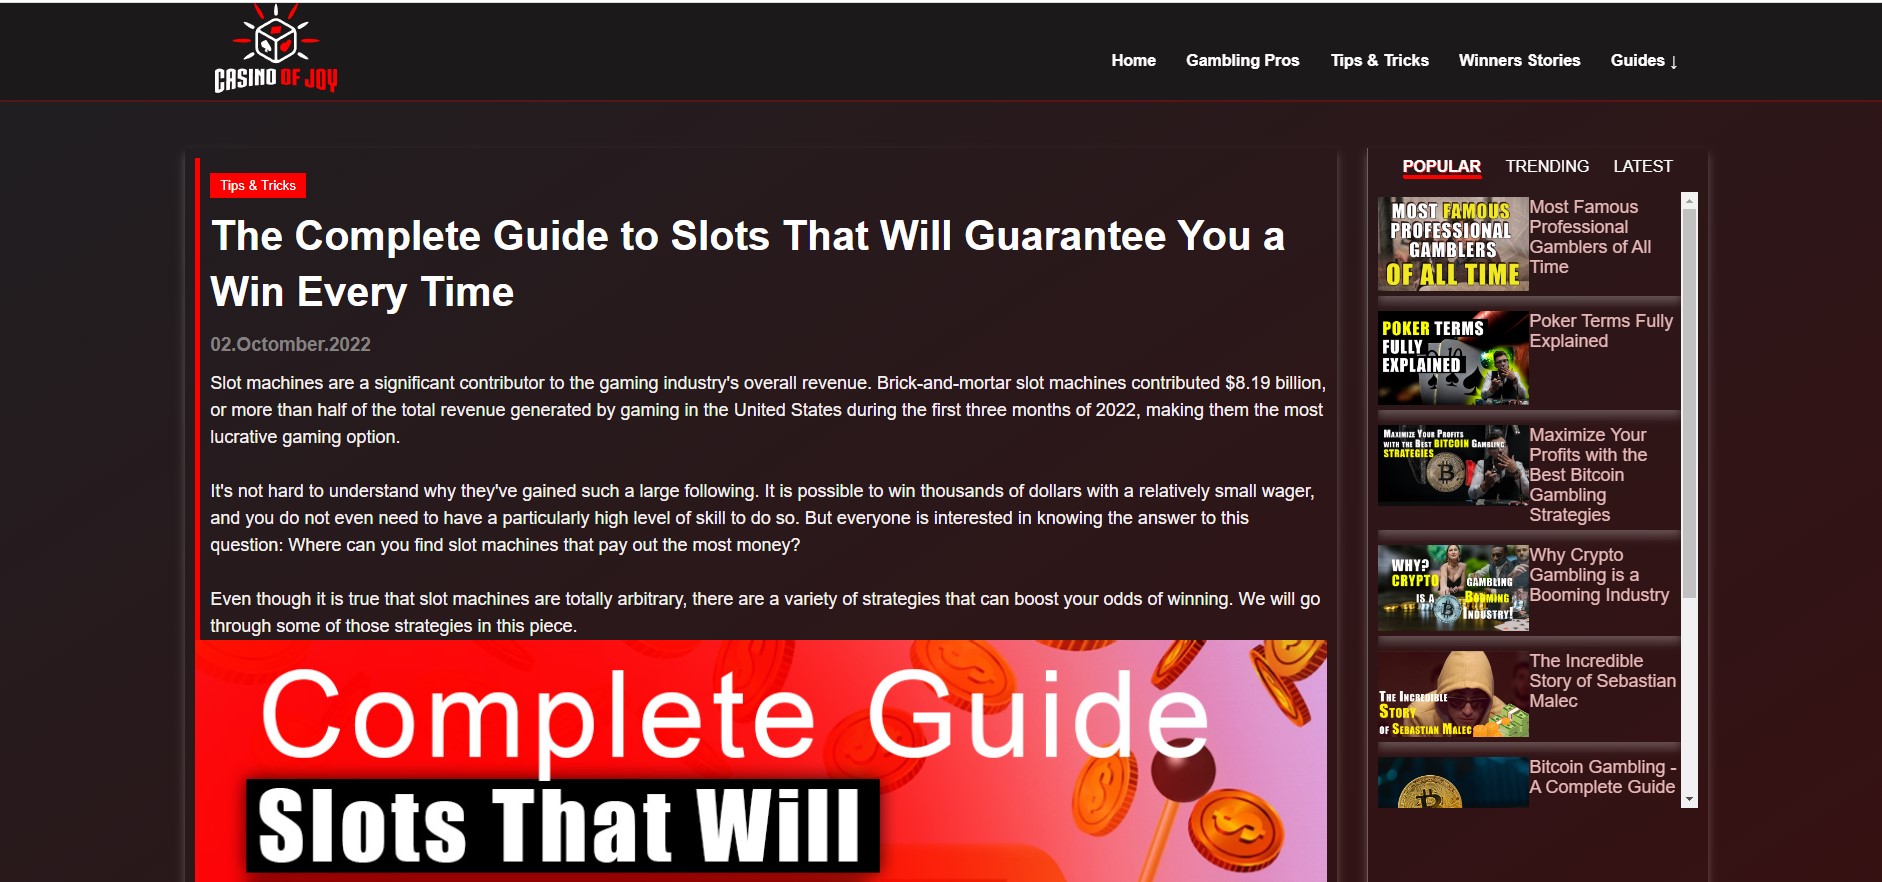 CASINO OF JOY
Home Gambling Pros Tips & Tricks Winners Stories Guides ↓
Tips & Tricks
The Complete Guide to Slots That Will Guarantee You a
Win Every Time
02.Octomber.2022
Slot machines are a significant contributor to the gaming industry's overall revenue. Brick-and-mortar slot machines contributed $8.19 billion,
or more than half of the total revenue generated by gaming in the United States during the first three months of 2022, making them the most
lucrative gaming option.
It's not hard to understand why they've gained such a large following. It is possible to win thousands of dollars with a relatively small wager,
and you do not even need to have a particularly high level of skill to do so. But everyone is interested in knowing the answer to this
question: Where can you find slot machines that pay out the most money?
Even though it is true that slot machines are totally arbitrary, there are a variety of strategies that can boost your odds of winning. We will go
through some of those strategies in this piece.
Complete Guide
Slots That Will
POPULAR TRENDING LATEST
MOST FAMOUS
PROFESSIONAL
GAMBLERS
OF ALL TIME
Most Famous
Professional
Gamblers of All
Time
POKER TERMS
FULLY
EXPLAINED
Poker Terms Fully
Explained
MAXIMIZE YOUR PROFITS
WITH THE BEST BITCOIN GAMBLING
STRATEGIES
Maximize Your
Profits with the
Best Bitcoin
Gambling
Strategies
WHY?
CRYPTO GAMBLING
IS A BOOMING
INDUSTRY!
Why Crypto
Gambling is a
Booming Industry
THE INCREDIBLE
STORY
OF SEBASTIAN MALEC
The Incredible
Story of Sebastian
Malec
Bitcoin Gambling -
A Complete Guide